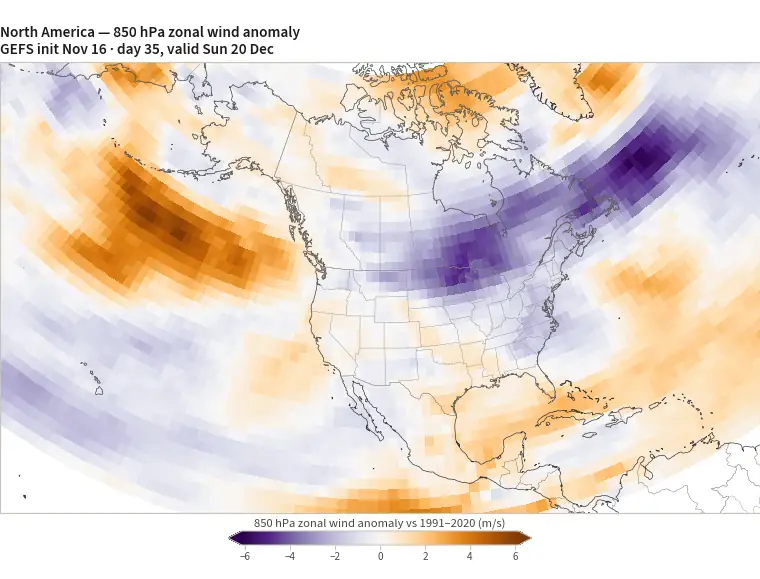 North America — 850 hPa zonal wind anomaly
GEFS init Nov 16 · day 35, valid Sun 20 Dec
850 hPa zonal wind anomaly vs 1991–2020 (m/s)
−6 −4 −2 0 2 4 6